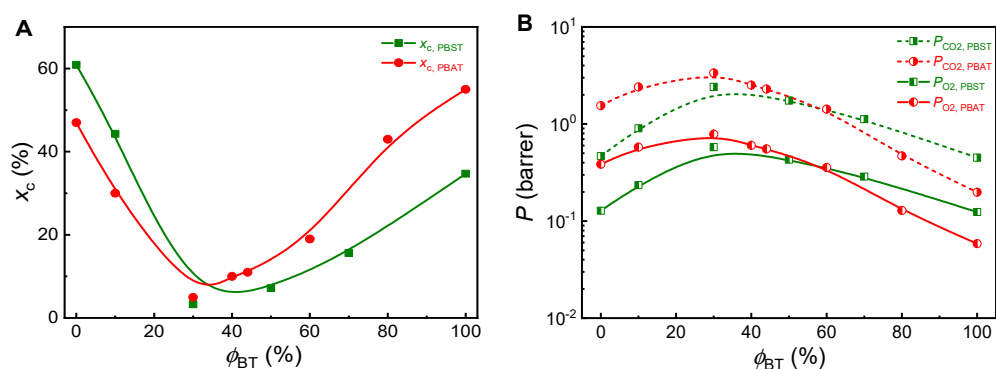 A
x_c, PBST
x_c, PBAT
60
40
20
0
x_c (%)
0 20 40 60 80 100
ϕ_BT (%)
B
P_CO2, PBST
P_CO2, PBAT
P_O2, PBST
P_O2, PBAT
10^1
10^0
10^-1
10^-2
P (barrer)
0 20 40 60 80 100
ϕ_BT (%)